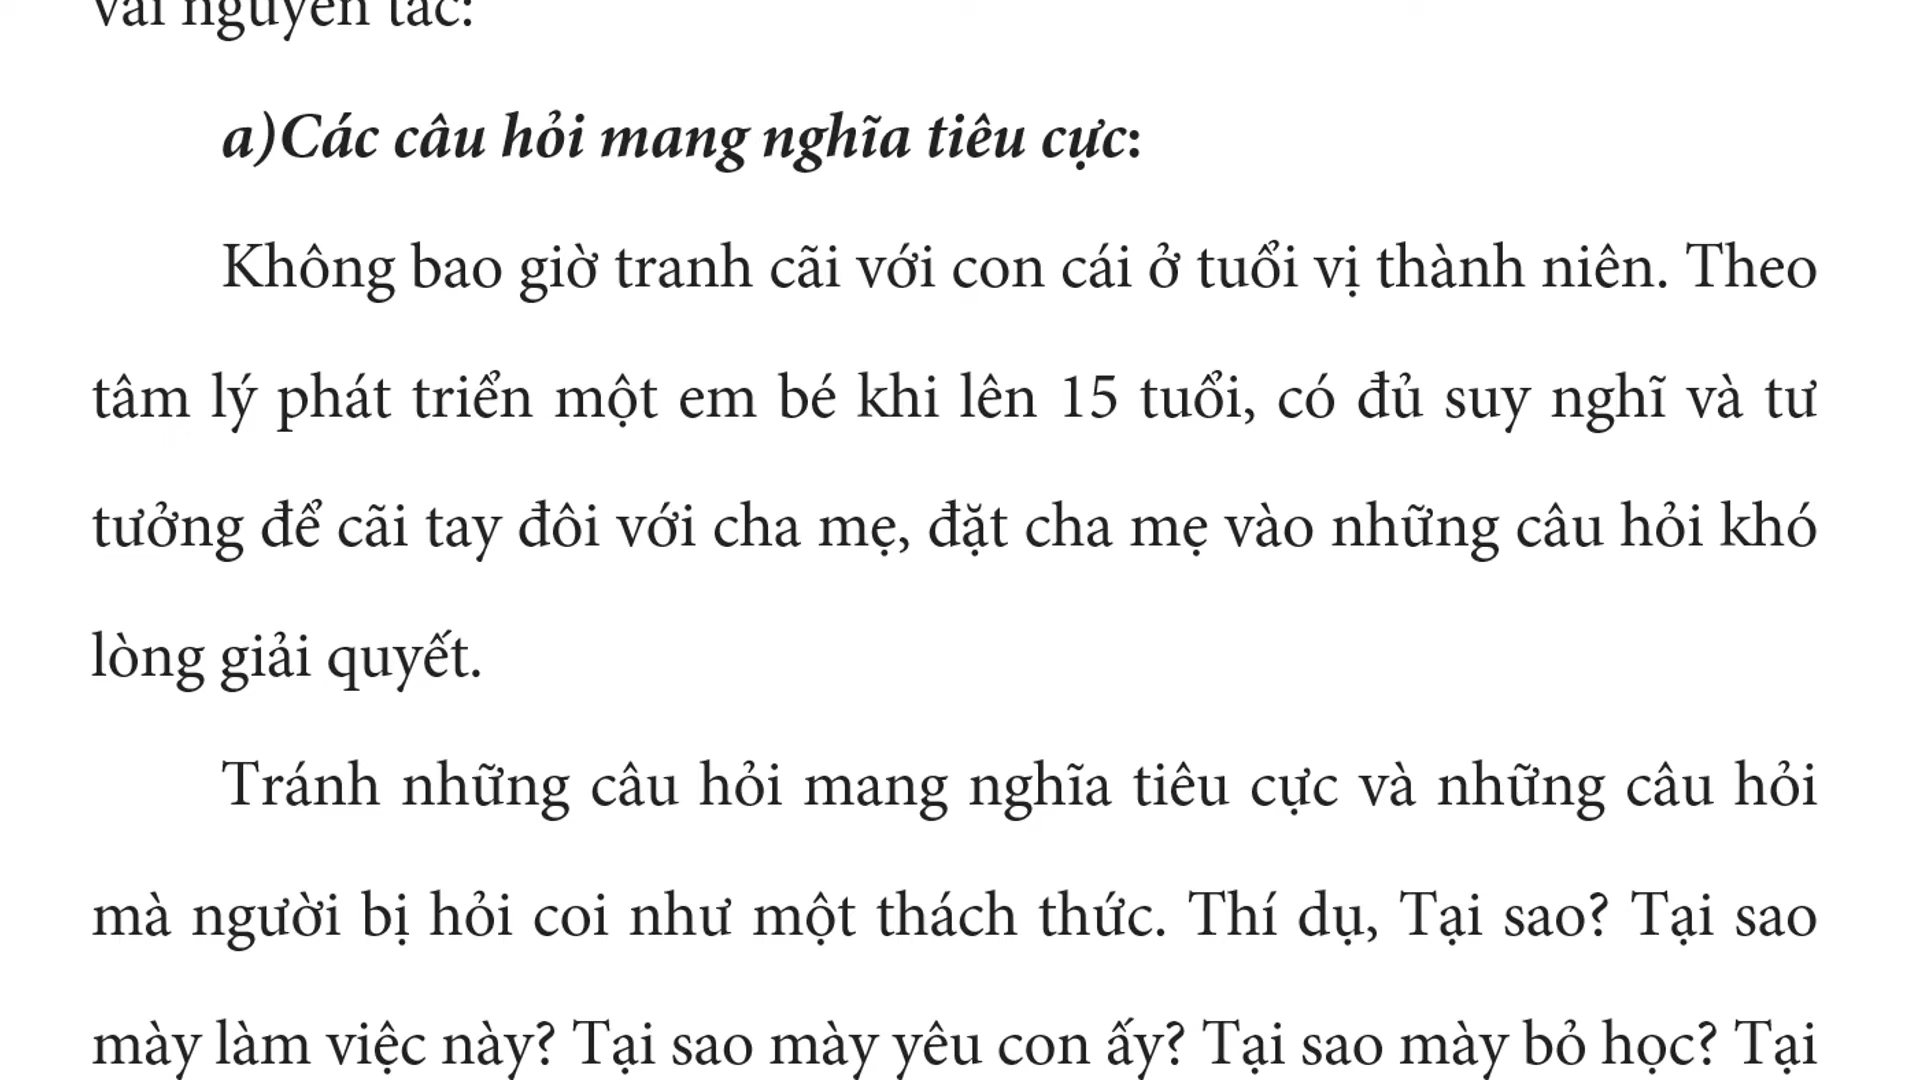 vài nguyên tắc:
a)Các câu hỏi mang nghĩa tiêu cực:
Không bao giờ tranh cãi với con cái ở tuổi vị thành niên. Theo
tâm lý phát triển một em bé khi lên 15 tuổi, có đủ suy nghĩ và tư
tưởng để cãi tay đôi với cha mẹ, đặt cha mẹ vào những câu hỏi khó
lòng giải quyết.
Tránh những câu hỏi mang nghĩa tiêu cực và những câu hỏi
mà người bị hỏi coi như một thách thức. Thí dụ, Tại sao? Tại sao
mày làm việc này? Tại sao mày yêu con ấy? Tại sao mày bỏ học? Tại